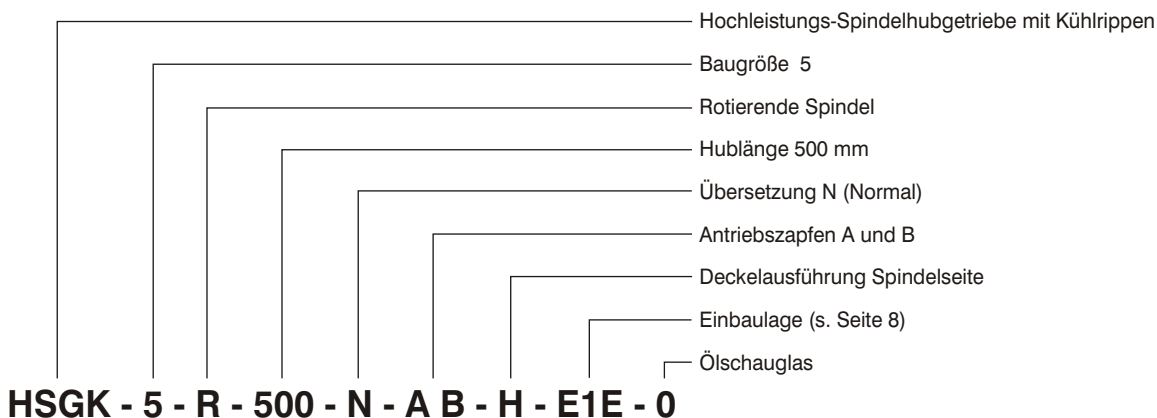 Hochleistungs-Spindelhubgetriebe mit Kühlrippen
Baugröße 5
Rotierende Spindel
Hublänge 500 mm
Übersetzung N (Normal)
Antriebszapfen A und B
Deckelausführung Spindelseite
Einbaulage (s. Seite 8)
Ölschauglas
HSGK - 5 - R - 500 - N - A B - H - E1E - 0